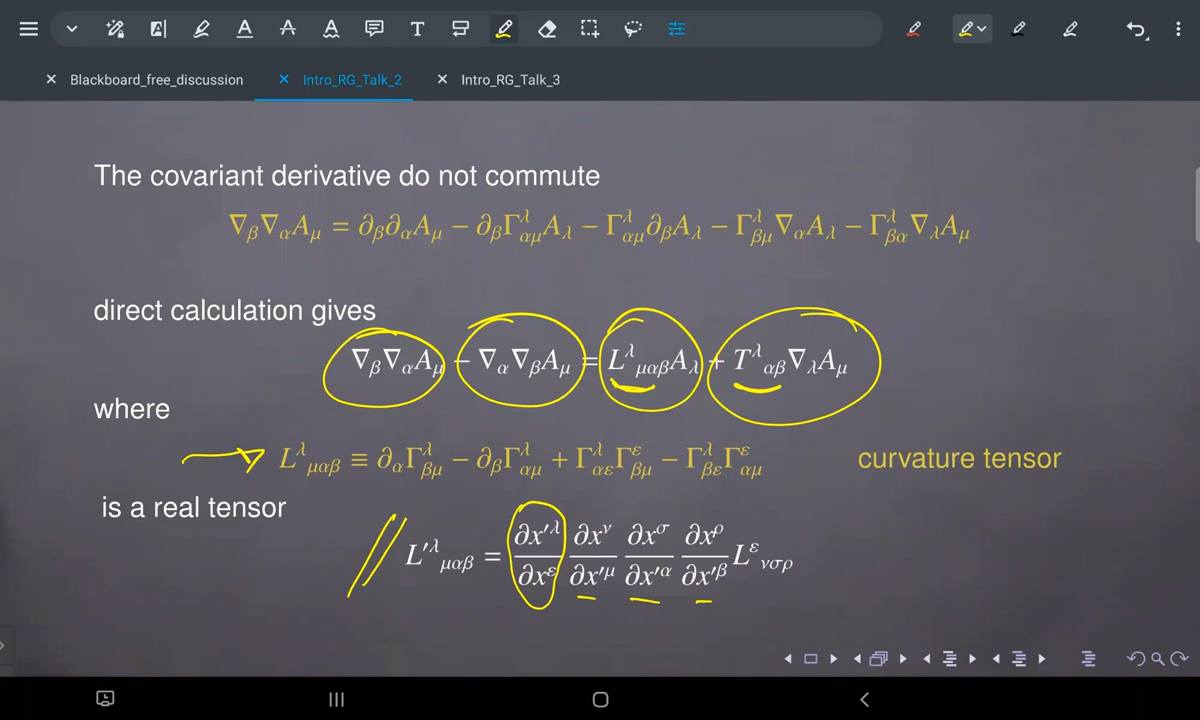 Blackboard_free_discussion Intro_RG_Talk_2 Intro_RG_Talk_3
The covariant derivative do not commute
∇_β∇_αA_μ = ∂_β∂_αA_μ − ∂_βΓ^λ_{αμ}A_λ − Γ^λ_{αμ}∂_βA_λ − Γ^λ_{βμ}∇_αA_λ − Γ^λ_{βα}∇_λA_μ
direct calculation gives
∇_β∇_αA_μ − ∇_α∇_βA_μ = L^λ_{μαβ}A_λ + T^λ_{αβ}∇_λA_μ
where
L^λ_{μαβ} ≡ ∂_αΓ^λ_{βμ} − ∂_βΓ^λ_{αμ} + Γ^λ_{αε}Γ^ε_{βμ} − Γ^λ_{βε}Γ^ε_{αμ} curvature tensor
is a real tensor
L'^λ_{μαβ} = ∂x'^λ/∂x^ε ∂x^ν/∂x'^μ ∂x^σ/∂x'^α ∂x^ρ/∂x'^β L^ε_{νσρ}